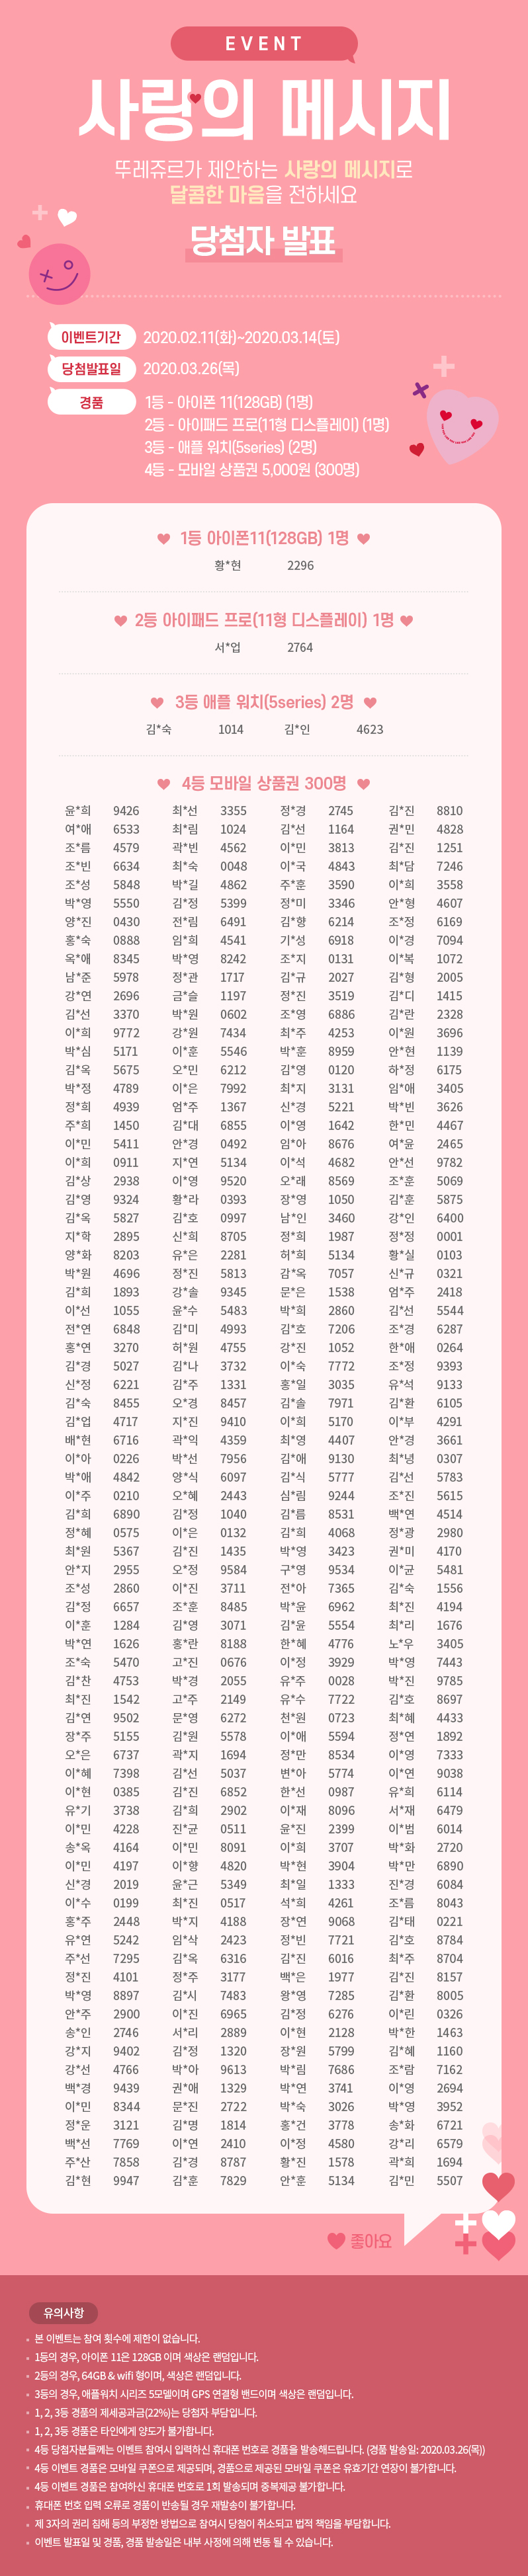 EVENT
사랑의 메시지
뚜레쥬르가 제안하는 사랑의 메시지로
달콤한 마음을 전하세요
당첨자 발표
이벤트기간 2020.02.11(화)~2020.03.14(토)
당첨발표일 2020.03.26(목)
경품 1등 - 아이폰 11(128GB) (1명)
2등 - 아이패드 프로(11형 디스플레이) (1명)
3등 - 애플 워치(5series) (2명)
4등 - 모바일 상품권 5,000원 (300명)
1등 아이폰11(128GB) 1명
황*현 2296
2등 아이패드 프로(11형 디스플레이) 1명
서*업 2764
3등 애플 워치(5series) 2명
김*숙 1014 김*인 4623
4등 모바일 상품권 300명
윤*희 9426 최*선 3355 정*경 2745 김*진 8810
여*애 6533 최*림 1024 김*선 1164 권*민 4828
조*름 4579 곽*빈 4562 이*민 3813 김*진 1251
조*빈 6634 최*숙 0048 이*국 4843 최*담 7246
조*성 5848 박*길 4862 주*훈 3590 이*희 3558
박*영 5550 김*정 5399 정*미 3346 안*형 4607
양*진 0430 전*림 6491 김*향 6214 조*정 6169
홍*숙 0888 임*희 4541 기*성 6918 이*경 7094
옥*애 8345 박*영 8242 조*지 0131 이*복 1072
남*준 5978 정*관 1717 김*규 2027 김*형 2005
강*연 2696 금*슬 1197 정*진 3519 김*디 1415
김*선 3370 박*원 0602 조*영 6886 김*란 2328
이*희 9772 강*원 7434 최*주 4253 이*원 3696
박*심 5171 이*훈 5546 박*훈 8959 안*현 1139
김*옥 5675 오*민 6212 김*영 0120 하*정 6175
박*정 4789 이*은 7992 최*지 3131 임*애 3405
정*희 4939 엄*주 1367 신*경 5221 박*빈 3626
주*희 1450 김*대 6855 이*영 1642 한*민 4467
이*민 5411 안*경 0492 임*아 8676 여*윤 2465
이*희 0911 지*연 5134 이*석 4682 안*선 9782
김*상 2938 이*영 9520 오*래 8569 조*훈 5069
김*영 9324 황*라 0393 장*영 1050 김*훈 5875
김*옥 5827 김*호 0997 남*인 3460 강*인 6400
지*학 2895 신*희 8705 정*희 1987 정*정 0001
양*화 8203 유*은 2281 허*희 5134 황*실 0103
박*원 4696 정*진 5813 감*옥 7057 신*규 0321
김*희 1893 강*솔 9345 문*은 1538 엄*주 2418
이*선 1055 윤*수 5483 박*희 2860 김*선 5544
전*연 6848 김*미 4993 김*호 7206 조*경 6287
홍*연 3270 허*원 4755 강*진 1052 한*애 0264
김*경 5027 김*나 3732 이*숙 7772 조*정 9393
신*정 6221 김*주 1331 홍*일 3035 유*석 9133
김*숙 8455 오*경 8457 김*솔 7971 김*환 6105
김*업 4717 지*진 9410 이*희 5170 이*부 4291
배*현 6716 곽*익 4359 최*영 4407 안*경 3661
이*아 0226 박*선 7956 김*애 9130 최*녕 0307
박*애 4842 양*식 6097 김*식 5777 김*선 5783
이*주 0210 오*혜 2443 심*림 9244 조*진 5615
김*희 6890 김*정 1040 김*름 8531 백*연 4514
정*혜 0575 이*은 0132 김*희 4068 정*광 2980
최*원 5367 김*진 1435 박*영 3423 권*미 4170
안*지 2955 오*정 9584 구*영 9534 이*균 5481
조*성 2860 이*진 3711 전*아 7365 김*숙 1556
김*정 6657 조*훈 8485 박*윤 6962 최*진 4194
이*훈 1284 김*영 3071 김*윤 5554 최*리 1676
박*연 1626 홍*란 8188 한*혜 4776 노*우 3405
조*숙 5470 고*진 0676 이*정 3929 박*영 7443
김*찬 4753 박*경 2055 유*주 0028 박*진 9785
최*진 1542 고*주 2149 유*수 7722 김*호 8697
김*연 9502 문*영 6272 천*원 0723 최*혜 4433
장*주 5155 김*원 5578 이*애 5594 정*연 1892
오*은 6737 곽*지 1694 정*만 8534 이*영 7333
이*혜 7398 김*선 5037 변*아 5774 이*연 9038
이*현 0385 김*진 6852 한*선 0987 유*희 6114
유*기 3738 김*희 2902 이*재 8096 서*재 6479
이*민 4228 진*균 0511 윤*진 2399 이*범 6014
송*옥 4164 이*민 8091 이*희 3707 박*화 2720
이*민 4197 이*향 4820 박*현 3904 박*만 6890
신*경 2019 윤*근 5349 최*일 1333 진*경 6084
이*수 0199 최*진 0517 석*희 4261 조*름 8043
홍*주 2448 박*지 4188 장*연 9068 김*태 0221
유*연 5242 임*삭 2423 정*빈 7721 김*호 8784
주*선 7295 김*옥 6316 김*진 6016 최*주 8704
정*진 4101 정*주 3177 백*은 1977 김*진 8157
박*영 8897 김*시 7483 왕*영 7285 김*환 8005
안*주 2900 이*진 6965 김*정 6276 이*린 0326
송*인 2746 서*리 2889 이*현 2128 박*한 1463
강*지 9402 김*정 1320 장*원 5799 김*혜 1160
강*선 4766 박*아 9613 박*림 7686 조*람 7162
백*경 9439 권*애 1329 박*연 3741 이*영 2694
이*민 8344 문*진 2722 박*숙 3026 박*영 3952
정*운 3121 김*명 1814 홍*건 3778 송*화 6721
백*선 7769 이*연 2410 이*정 4580 강*리 6579
주*산 7858 김*경 8787 황*진 1578 곽*희 1694
김*현 9947 김*훈 7829 안*훈 5134 김*민 5507
좋아요
유의사항
본 이벤트는 참여 횟수에 제한이 없습니다.
1등의 경우, 아이폰 11은 128GB 이며 색상은 랜덤입니다.
2등의 경우, 64GB & wifi 형이며, 색상은 랜덤입니다.
3등의 경우, 애플워치 시리즈 5모델이며 GPS 연결형 밴드이며 색상은 랜덤입니다.
1, 2, 3등 경품의 제세공과금(22%)는 당첨자 부담입니다.
1, 2, 3등 경품은 타인에게 양도가 불가합니다.
4등 당첨자분들께는 이벤트 참여시 입력하신 휴대폰 번호로 경품을 발송해드립니다. (경품 발송일: 2020.03.26(목))
4등 이벤트 경품은 모바일 쿠폰으로 제공되며, 경품으로 제공된 모바일 쿠폰은 유효기간 연장이 불가합니다.
4등 이벤트 경품은 참여하신 휴대폰 번호로 1회 발송되며 중복제공 불가합니다.
휴대폰 번호 입력 오류로 경품이 반송될 경우 재발송이 불가합니다.
제 3자의 권리 침해 등의 부정한 방법으로 참여시 당첨이 취소되고 법적 책임을 부담합니다.
이벤트 발표일 및 경품, 경품 발송일은 내부 사정에 의해 변동 될 수 있습니다.